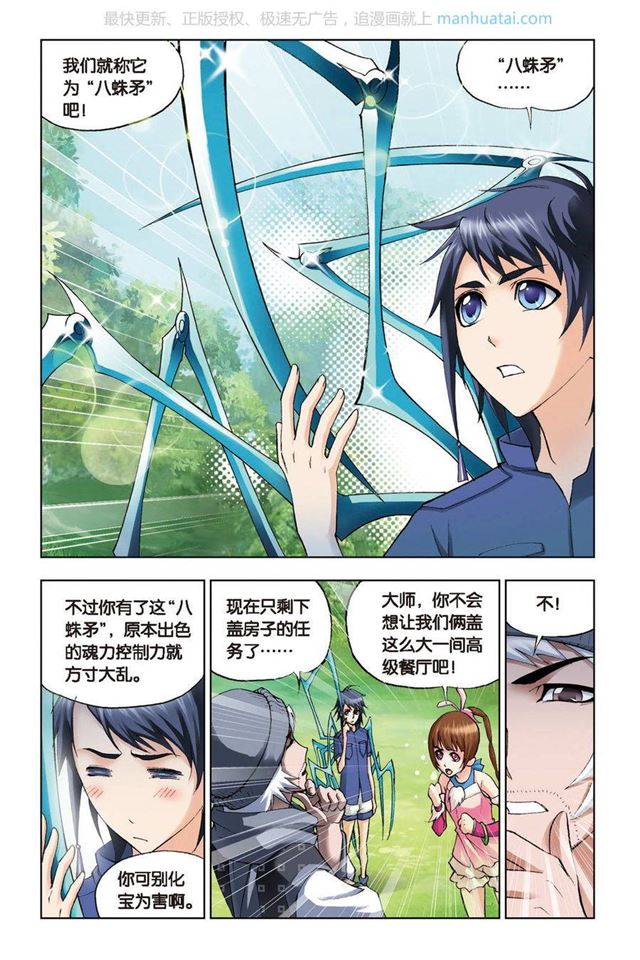 最快更新、正版授权、极速无广告，追漫画就上 manhuatai.com
我们就称它
为“八蛛矛”
吧！
“八蛛矛”
……
不过你有了这“八
蛛矛”，原本出色
的魂力控制力就
方寸大乱。
你可别化
宝为害啊。
现在只剩下
盖房子的任
务了……
大师，你不会
想让我们俩盖
这么大一间高
级餐厅吧！
不！